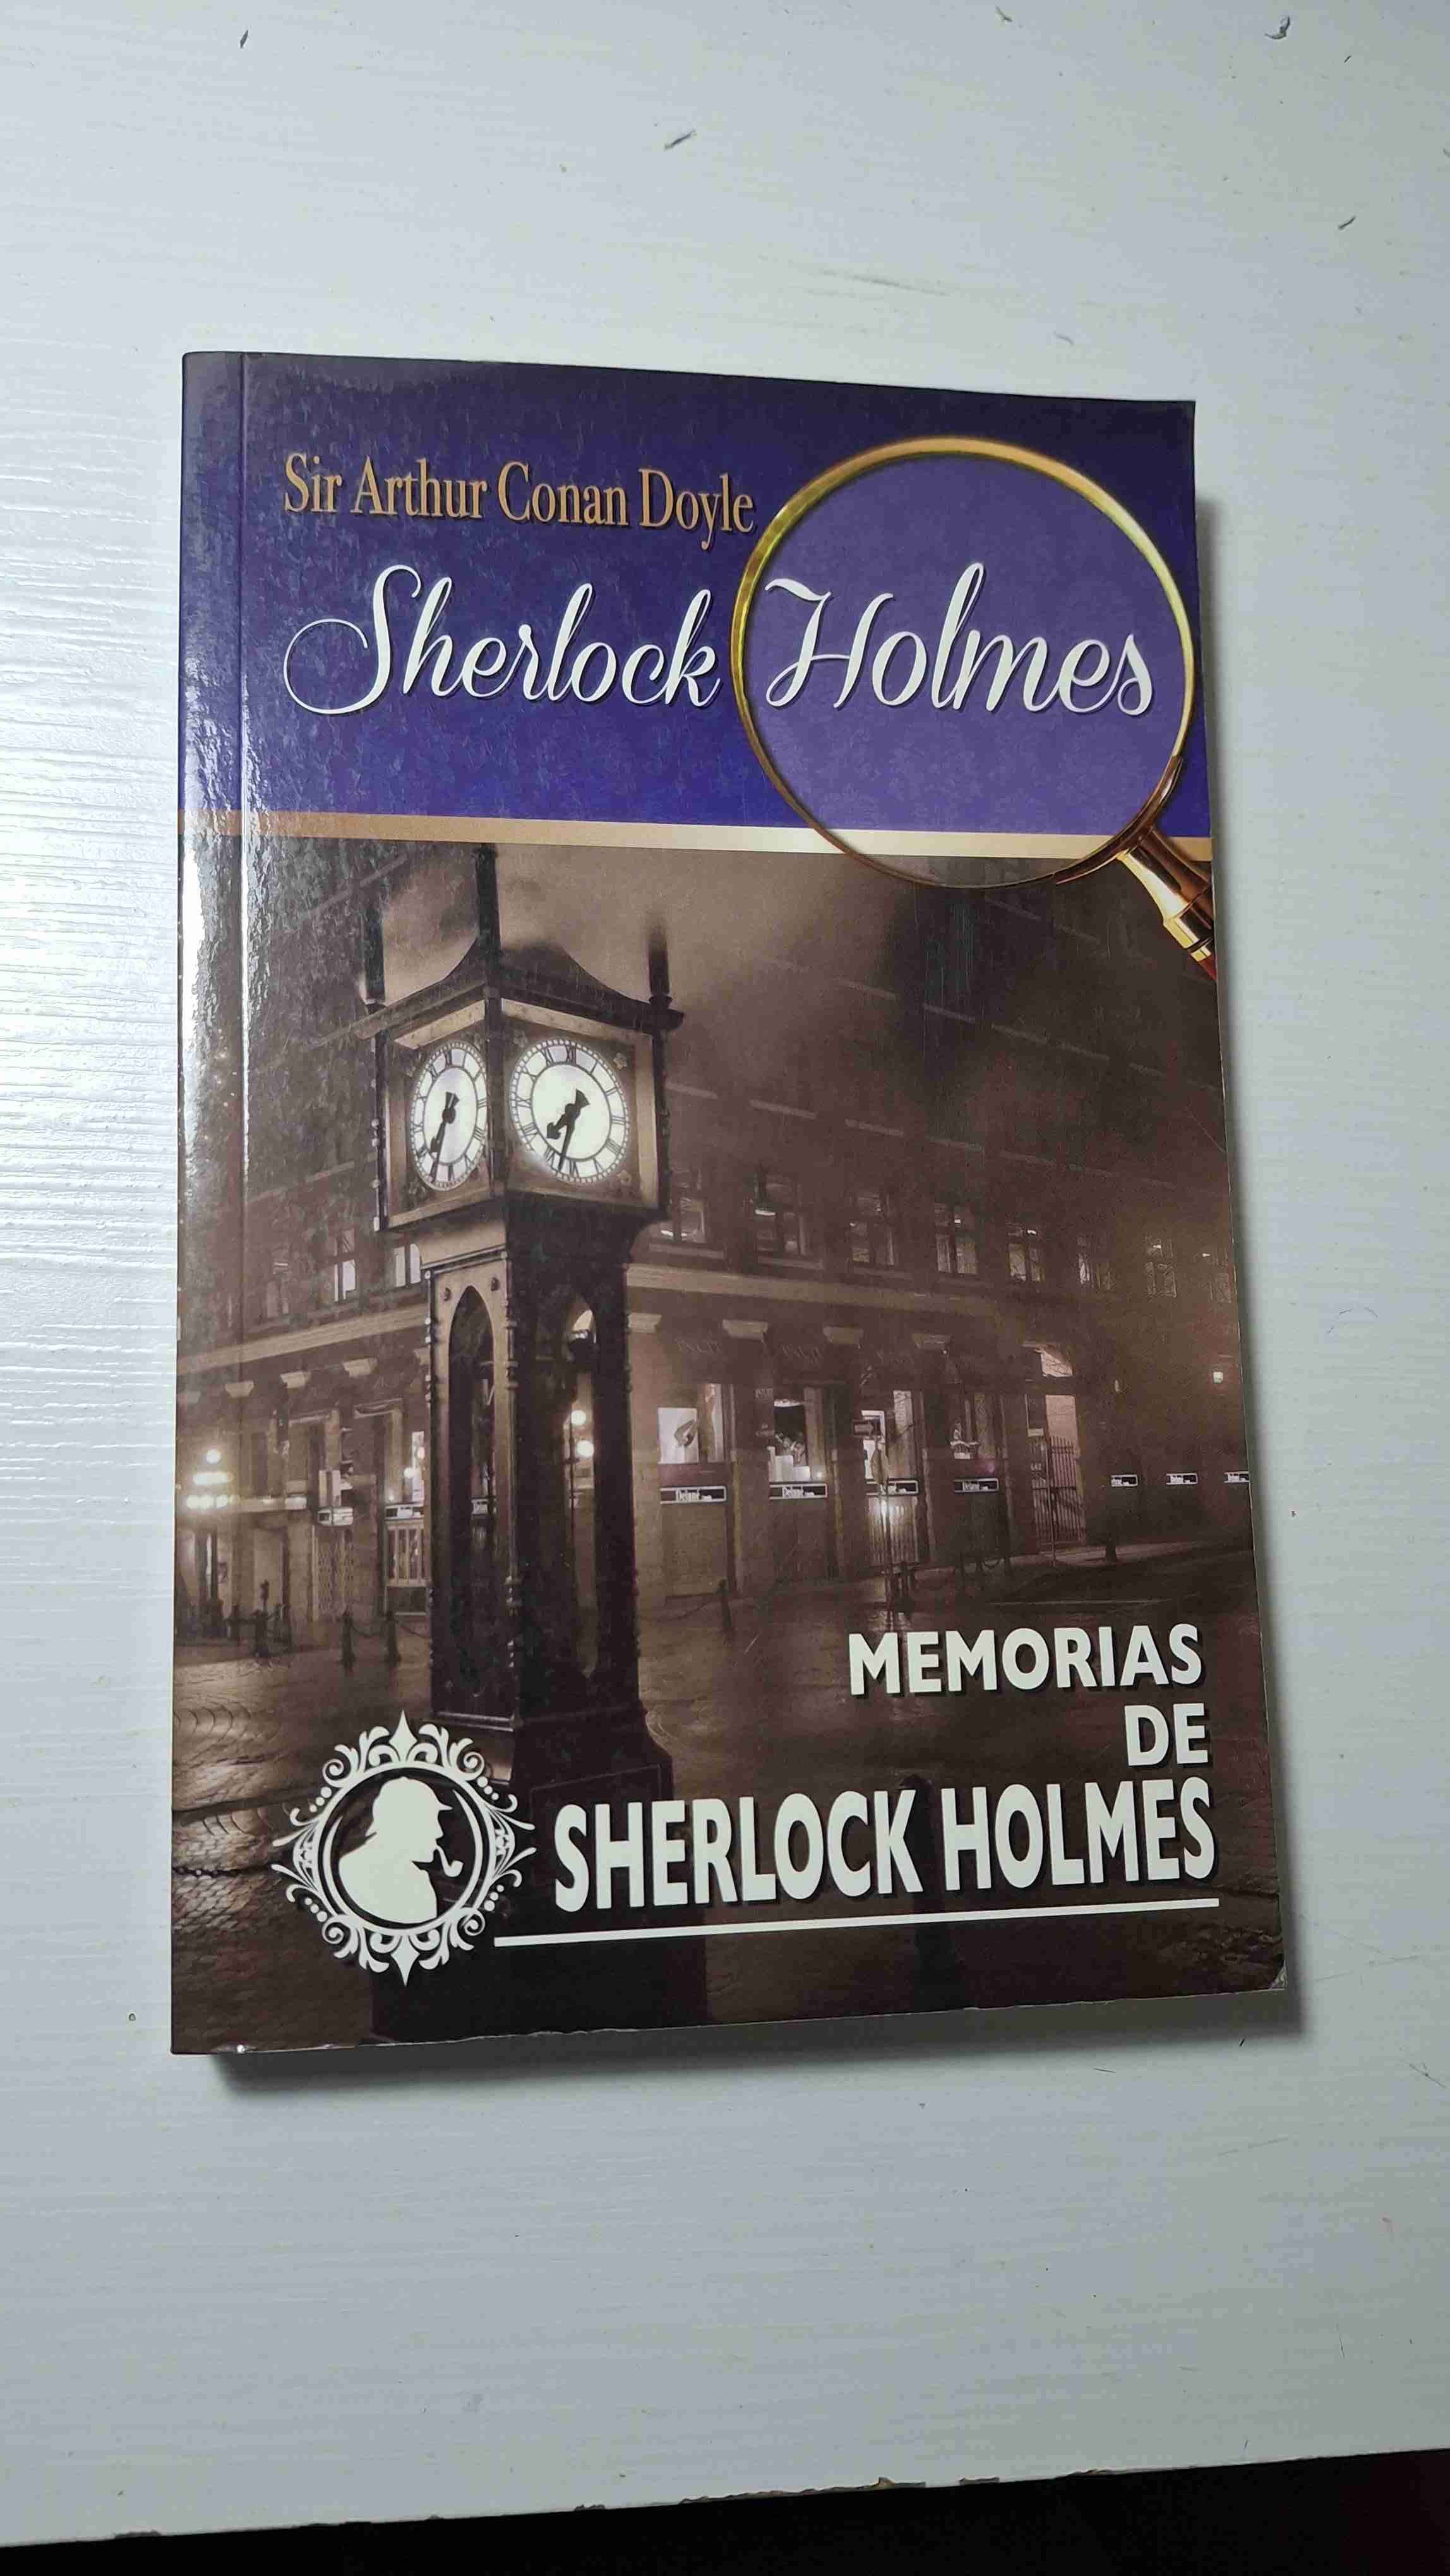 Sir Arthur Conan Doyle
Sherlock Holmes
MEMORIAS
DE
SHERLOCK HOLMES